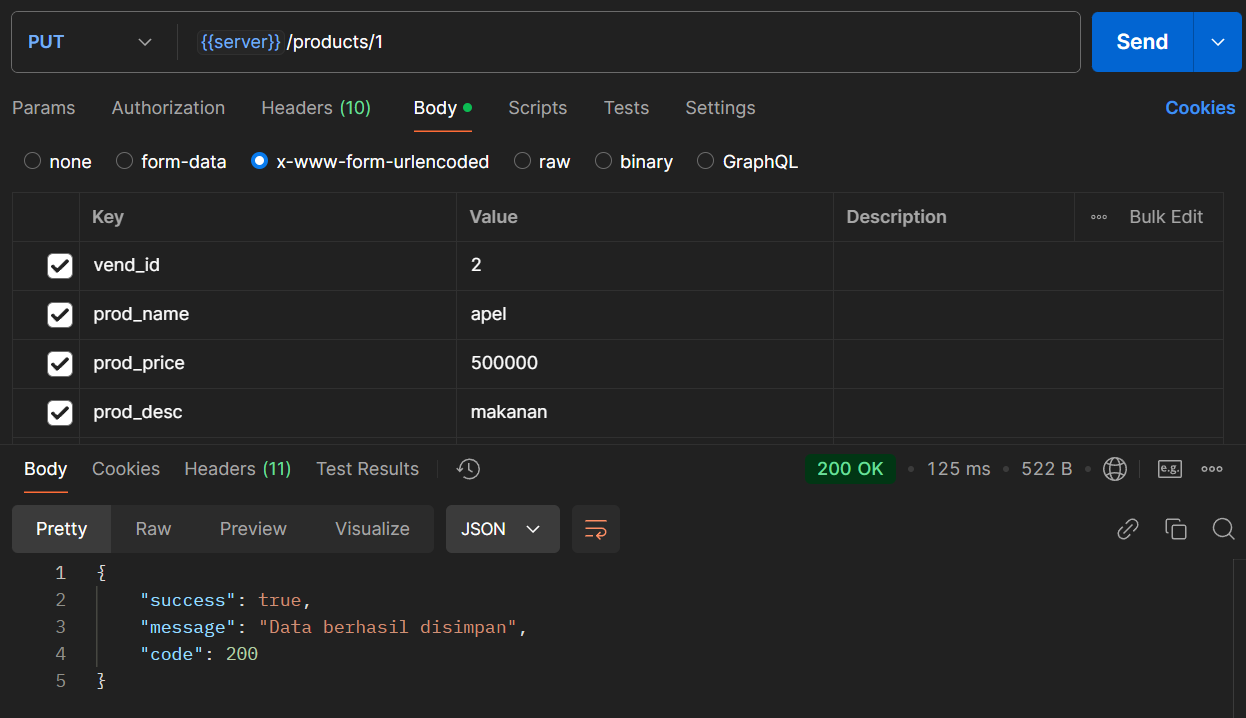 PUT {{server}} /products/1 Send
Params Authorization Headers (10) Body Scripts Tests Settings Cookies
none form-data x-www-form-urlencoded raw binary GraphQL
Key Value Description Bulk Edit
vend_id 2
prod_name apel
prod_price 500000
prod_desc makanan
Body Cookies Headers (11) Test Results 200 OK 125 ms 522 B e.g.
Pretty Raw Preview Visualize JSON
1 {
2 "success": true,
3 "message": "Data berhasil disimpan",
4 "code": 200
5 }